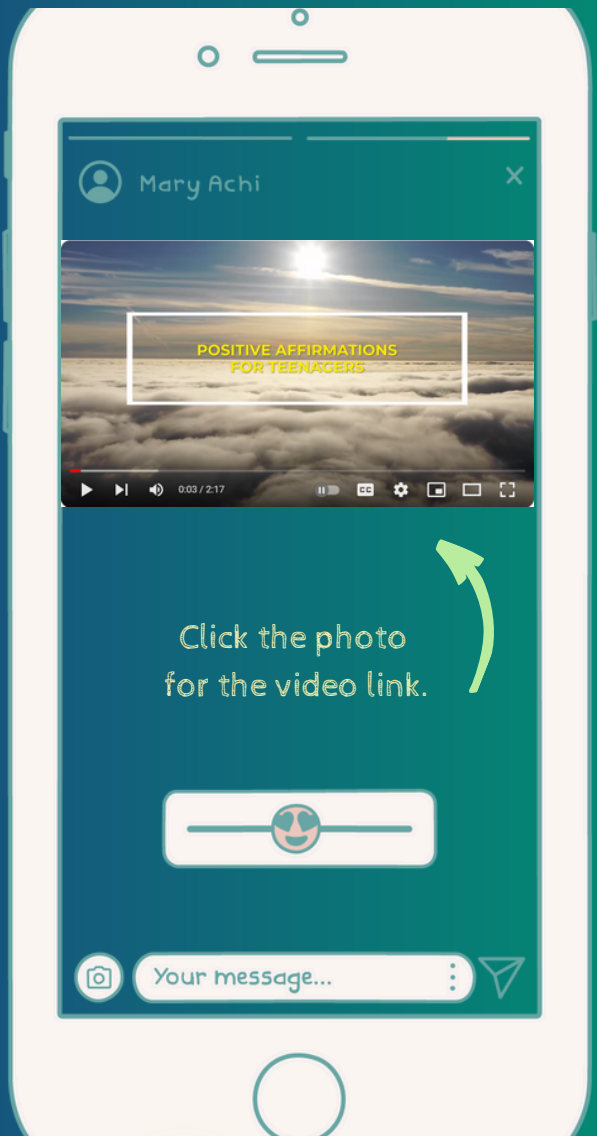 Mary Achi
POSITIVE AFFIRMATIONS
FOR TEENAGERS
0:03 / 2:17
CC
Click the photo
for the video link.
Your message...